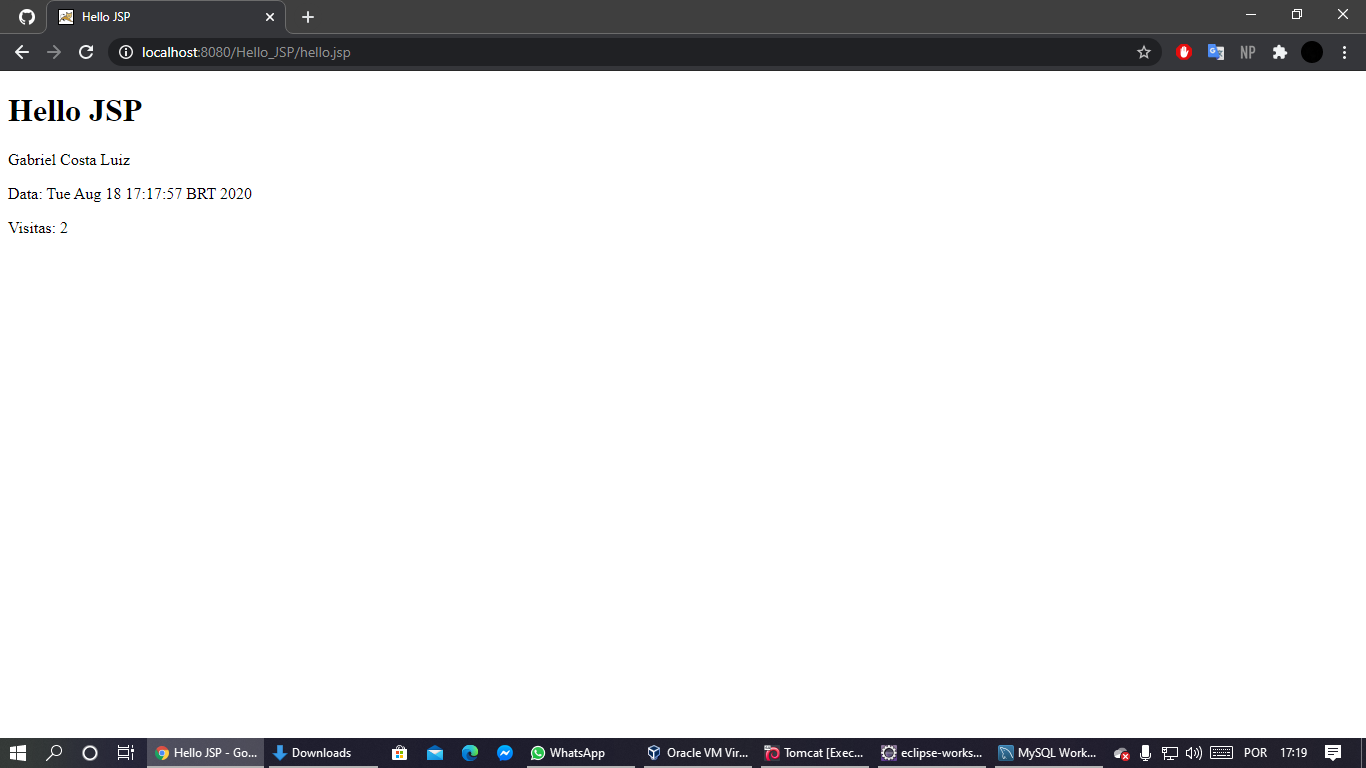 Hello JSP
localhost:8080/Hello_JSP/hello.jsp
NP
Hello JSP
Gabriel Costa Luiz
Data: Tue Aug 18 17:17:57 BRT 2020
Visitas: 2
Hello JSP - Go... Downloads WhatsApp Oracle VM Vir... Tomcat [Exec... eclipse-works... MySQL Work... POR 17:19